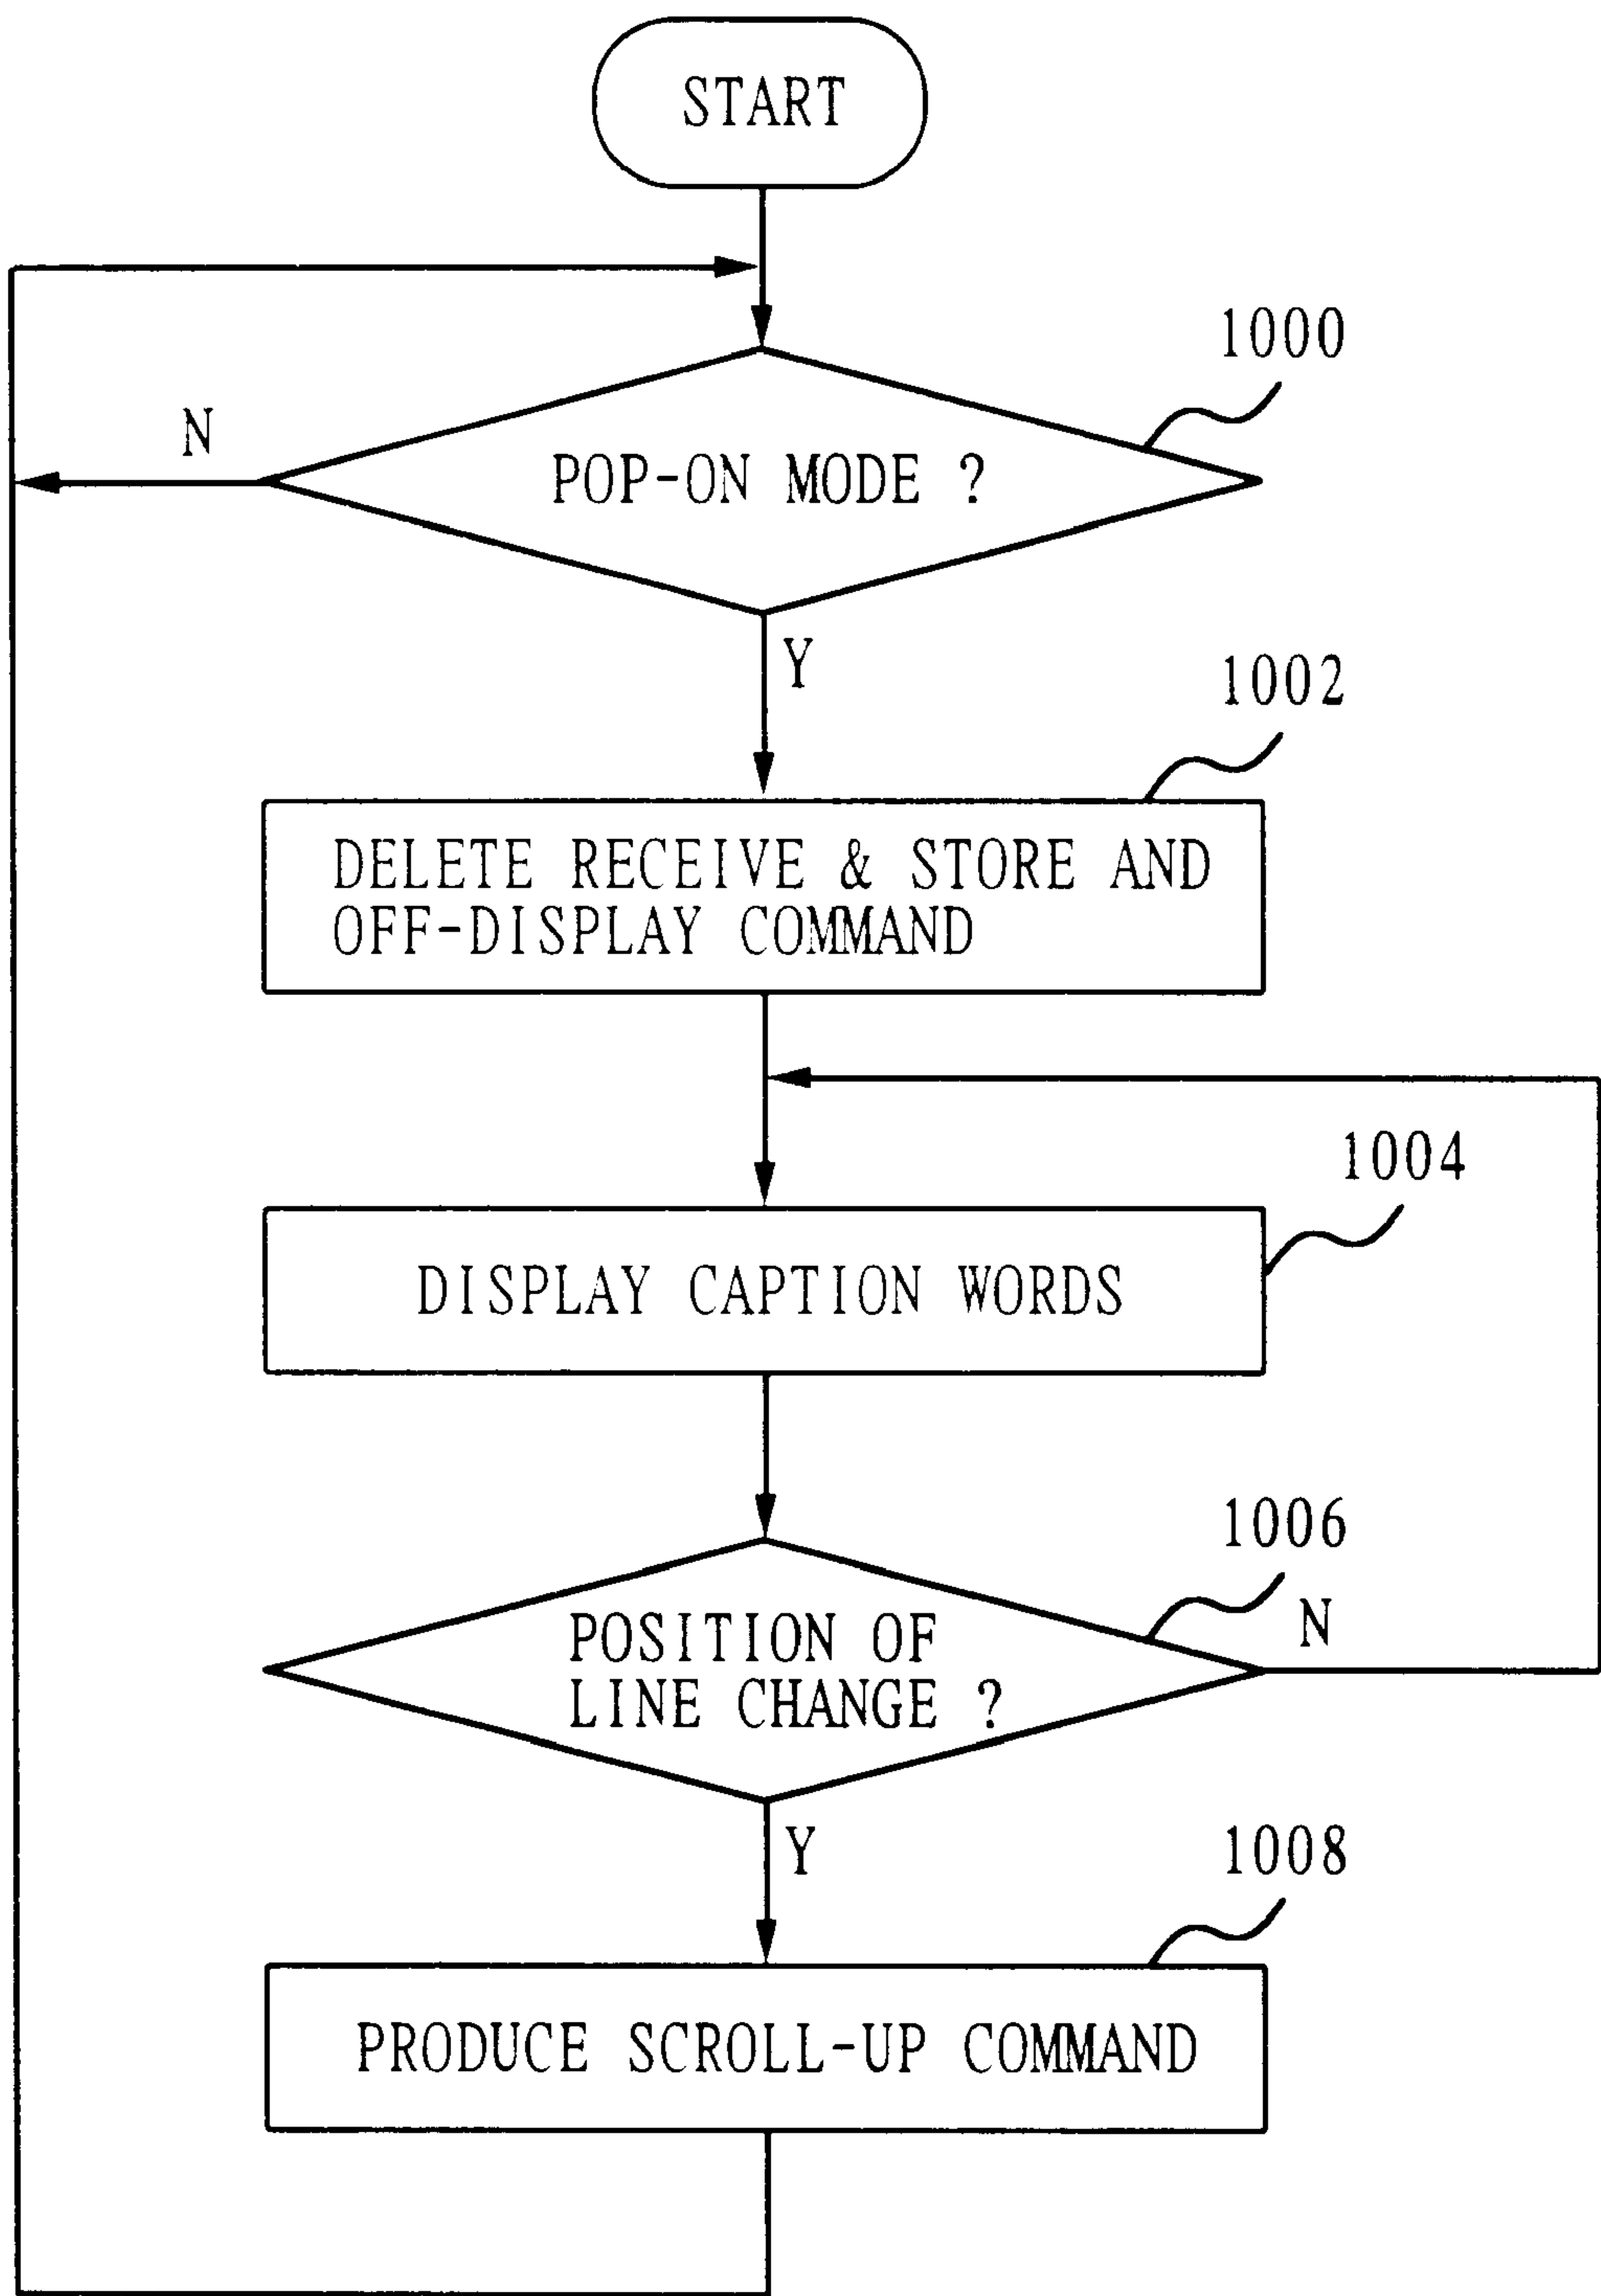 START
1000
N
POP-ON MODE ?
Y
1002
DELETE RECEIVE & STORE AND
OFF-DISPLAY COMMAND
1004
DISPLAY CAPTION WORDS
1006
N
POSITION OF
LINE CHANGE ?
Y
1008
PRODUCE SCROLL-UP COMMAND